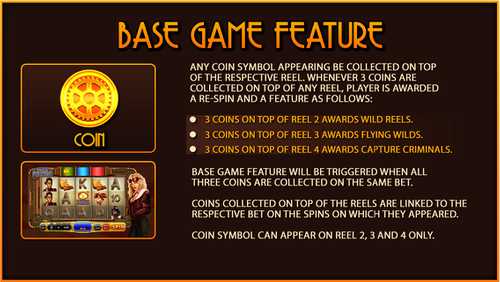 BASE GAME FEATURE
ANY COIN SYMBOL APPEARING BE COLLECTED ON TOP
OF THE RESPECTIVE REEL. WHENEVER 3 COINS ARE
COLLECTED ON TOP OF ANY REEL, PLAYER IS AWARDED
A RE-SPIN AND A FEATURE AS FOLLOWS:
COIN
3 COINS ON TOP OF REEL 2 AWARDS WILD REELS.
3 COINS ON TOP OF REEL 3 AWARDS FLYING WILDS.
3 COINS ON TOP OF REEL 4 AWARDS CAPTURE CRIMINALS.
BASE GAME FEATURE WILL BE TRIGGERED WHEN ALL
THREE COINS ARE COLLECTED ON THE SAME BET.
COINS COLLECTED ON TOP OF THE REELS ARE LINKED TO THE
RESPECTIVE BET ON THE SPINS ON WHICH THEY APPEARED.
COIN SYMBOL CAN APPEAR ON REEL 2, 3 AND 4 ONLY.